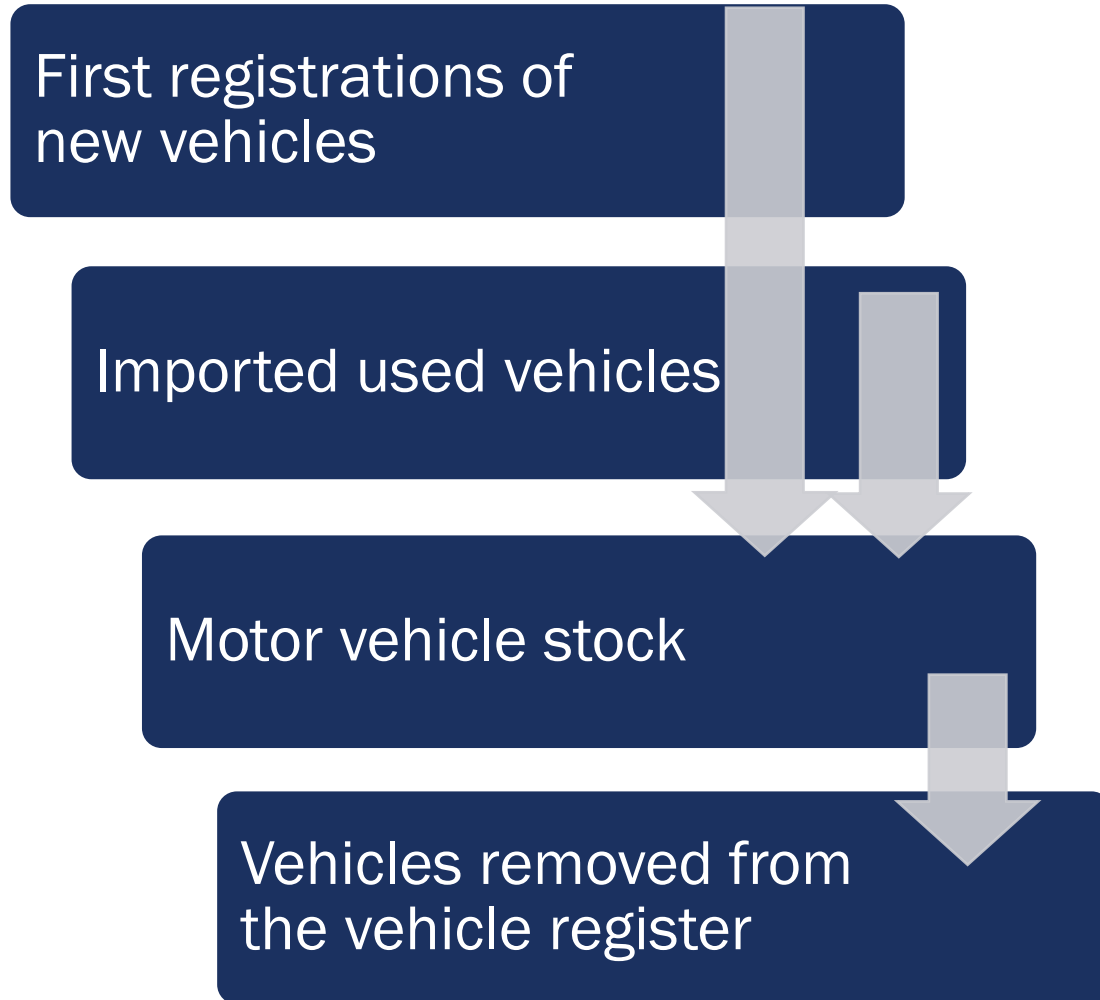 First registrations of
new vehicles
Imported used vehicles
Motor vehicle stock
Vehicles removed from
the vehicle register